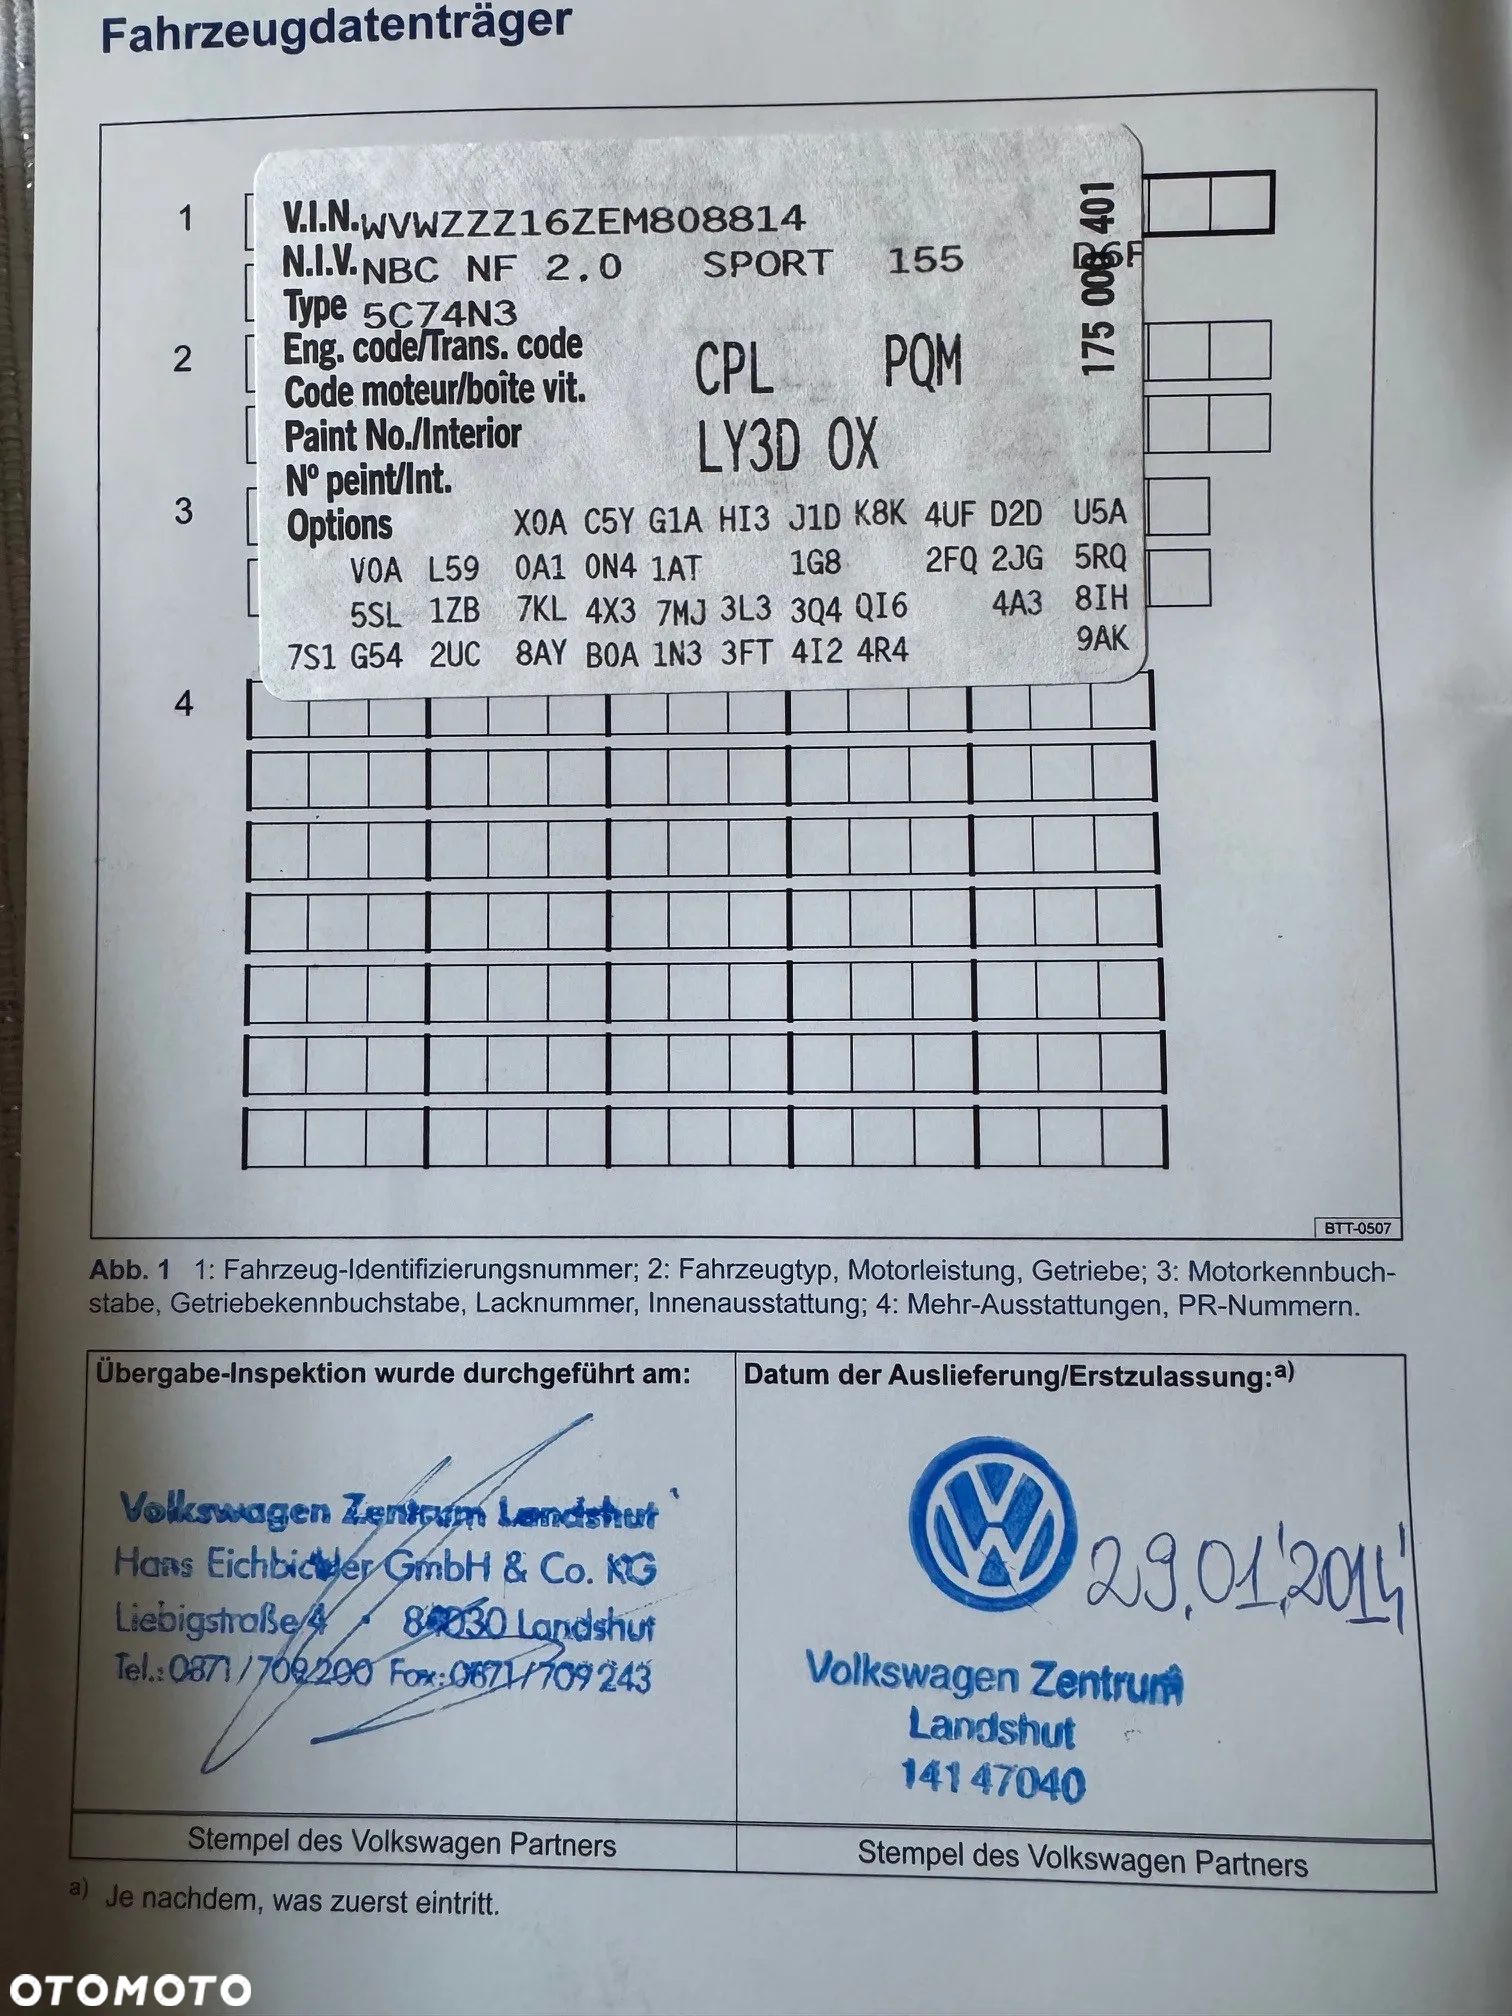 Fahrzeugdatenträger
1
V.I.N. WVWZZZ16ZEM808814
N.I.V. NBC NF 2.0 SPORT 155
Type 5C74N3
175 008 401
2
Eng. code/Trans. code CPL PQM
Code moteur/boîte vit.
Paint No./Interior LY3D 0X
Nº peint/Int.
3
Options X0A C5Y G1A HI3 J1D K8K 4UF D2D U5A
V0A L59 0A1 0N4 1AT 1G8 2FQ 2JG 5RQ
5SL 1ZB 7KL 4X3 7MJ 3L3 3Q4 QI6 4A3 8IH
7S1 G54 2UC 8AY B0A 1N3 3FT 4I2 4R4 9AK
4
BTT-0507
Abb. 1 1: Fahrzeug-Identifizierungsnummer; 2: Fahrzeugtyp, Motorleistung, Getriebe; 3: Motorkennbuch-
stabe, Getriebekennbuchstabe, Lacknummer, Innenausstattung; 4: Mehr-Ausstattungen, PR-Nummern.
Übergabe-Inspektion wurde durchgeführt am:
Volkswagen Zentrum Landshut
Hans Eichbichler GmbH & Co. KG
Liebigstraße 4 · 84030 Landshut
Tel.: 0871/709200 Fax: 0871/709243
Stempel des Volkswagen Partners
Datum der Auslieferung/Erstzulassung:a)
29.01.2014
Volkswagen Zentrum
Landshut
141 47040
Stempel des Volkswagen Partners
a) Je nachdem, was zuerst eintritt.
OTOMOTO